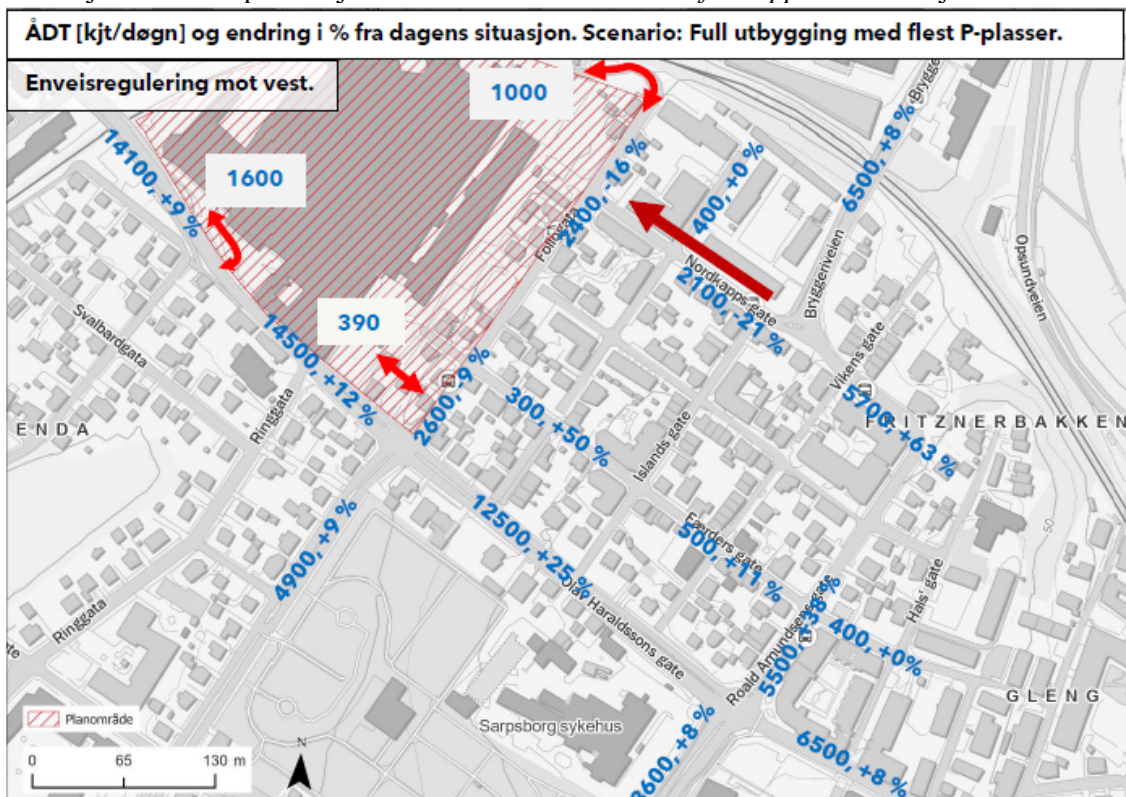 ÅDT [kjt/døgn] og endring i % fra dagens situasjon. Scenario: Full utbygging med flest P-plasser.
Enveisregulering mot vest.
1000
14100, +9 %
1600
2400, -16 %
Folfogata
400, +0 %
6500, +8 %
Bryggeriveien
Opsundveien
Nordkapps gate
2100, -21 %
Svalbardgata
390
14500, +12 %
2600, -9 %
300, +50 %
Vikens gate
5700, +63 %
FRITZNERBAKKEN
ENDA
Ringgata
Islands gate
4900, +9 %
12500, +25 %
Færders gate
500, +11 %
Hals' gate
Olav Haraldssons gate
Roald Amundsens gate
5500, +38 %
400, +0%
Ringgata
GLENG
Sarpsborg sykehus
3600, +8 %
6500, +8 %
Planområde
0 65 130 m
N